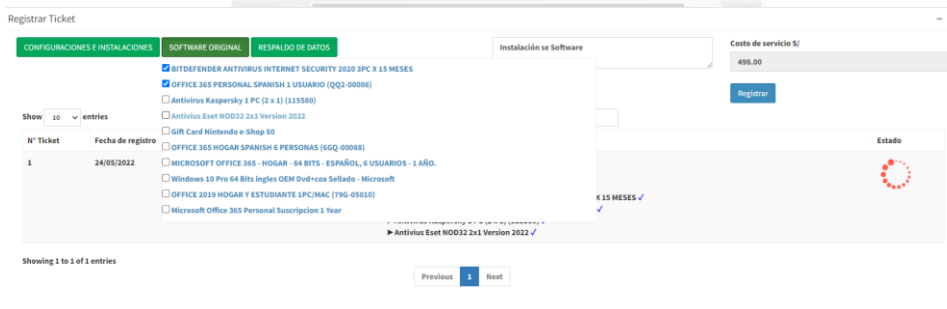 Registrar Ticket
CONFIGURACIONES E INSTALACIONES
SOFTWARE ORIGINAL
RESPALDO DE DATOS
Instalación se Software
Costo de servicio S/
498.00
Registrar
BITDEFENDER ANTIVIRUS INTERNET SECURITY 2020 3PC X 15 MESES
OFFICE 365 PERSONAL SPANISH 1 USUARIO (QQ2-00008)
Antivirus Kaspersky 1 PC (2 x 1) (115580)
Antivius Eset NOD32 2x1 Version 2022
Gift Card Nintendo e-Shop 50
OFFICE 365 HOGAR SPANISH 6 PERSONAS (6GQ-00088)
MICROSOFT OFFICE 365 - HOGAR - 64 BITS - ESPAÑOL, 6 USUARIOS - 1 AÑO.
Windows 10 Pro 64 Bits ingles OEM Dvd+coa Sellado - Microsoft
OFFICE 2019 HOGAR Y ESTUDIANTE 1PC/MAC (79G-05010)
Microsoft Office 365 Personal Suscripcion 1 Year
Show 10 entries
N° Ticket Fecha de registro Estado
1 24/05/2022
X 15 MESES ✓
✓
►Antivius Eset NOD32 2x1 Version 2022 ✓
Showing 1 to 1 of 1 entries
Previous 1 Next